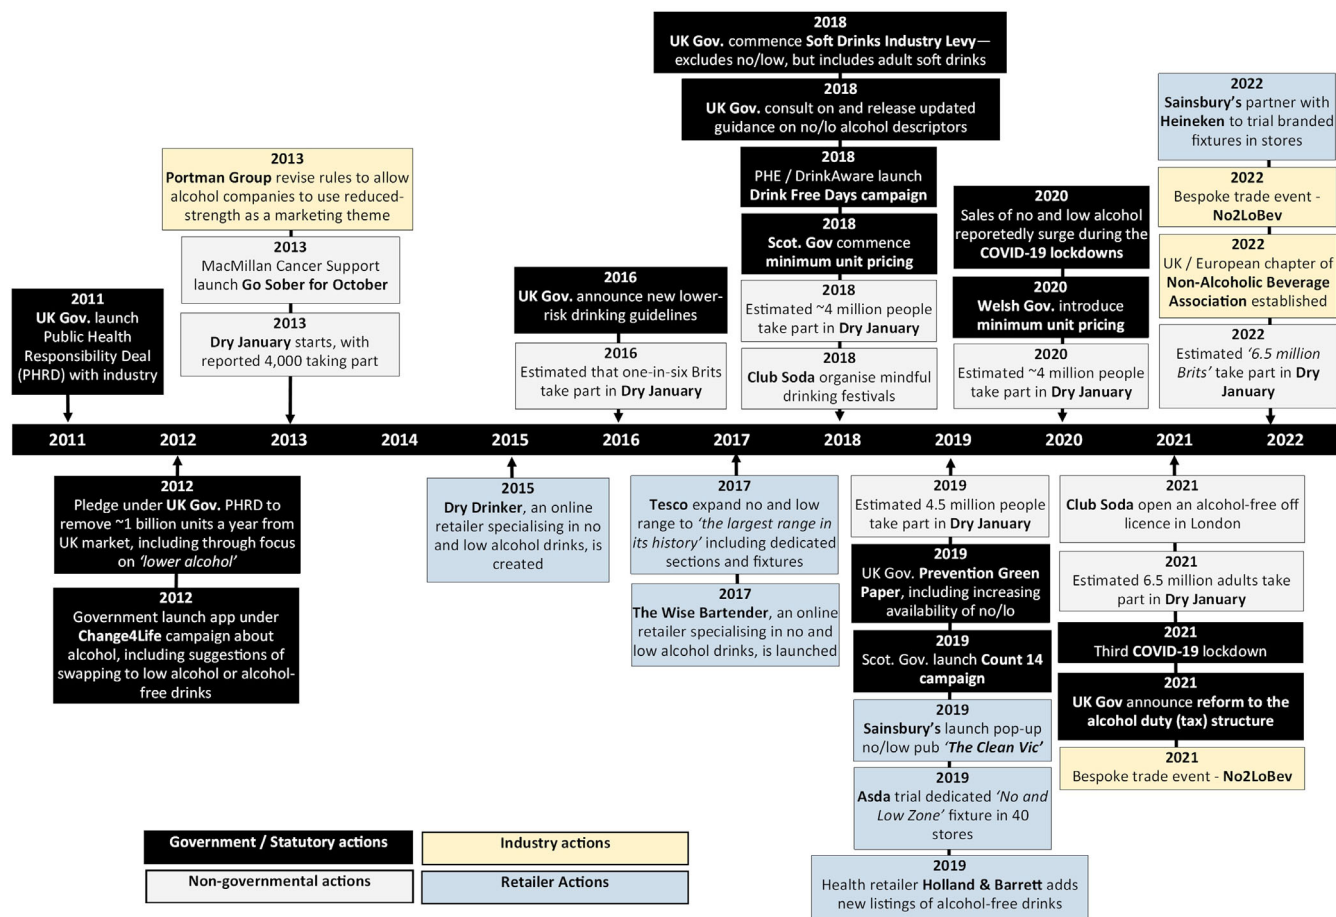 2018
UK Gov. commence Soft Drinks Industry Levy—
excludes no/low, but includes adult soft drinks
2018
UK Gov. consult on and release updated
guidance on no/lo alcohol descriptors
2018
PHE / DrinkAware launch
Drink Free Days campaign
2018
Scot. Gov commence
minimum unit pricing
2018
Estimated ~4 million people
take part in Dry January
2018
Club Soda organise mindful
drinking festivals
2013
Portman Group revise rules to allow
alcohol companies to use reduced-
strength as a marketing theme
2013
MacMillan Cancer Support
launch Go Sober for October
2013
Dry January starts, with
reported 4,000 taking part
2011
UK Gov. launch
Public Health
Responsibility Deal
(PHRD) with industry
2016
UK Gov. announce new lower-
risk drinking guidelines
2016
Estimated that one-in-six Brits
take part in Dry January
2020
Sales of no and low alcohol
reportedly surge during the
COVID-19 lockdowns
2020
Welsh Gov. introduce
minimum unit pricing
2020
Estimated ~4 million people
take part in Dry January
2022
Sainsbury's partner with
Heineken to trial branded
fixtures in stores
2022
Bespoke trade event -
No2LoBev
2022
UK / European chapter of
Non-Alcoholic Beverage
Association established
2022
Estimated '6.5 million
Brits' take part in Dry
January
2011 2012 2013 2014 2015 2016 2017 2018 2019 2020 2021 2022
2012
Pledge under UK Gov. PHRD to
remove ~1 billion units a year from
UK market, including through focus
on 'lower alcohol'
2012
Government launch app under
Change4Life campaign about
alcohol, including suggestions of
swapping to low alcohol or alcohol-
free drinks
2015
Dry Drinker, an online
retailer specialising in no
and low alcohol drinks, is
created
2017
Tesco expand no and low
range to 'the largest range in
its history' including dedicated
sections and fixtures
2017
The Wise Bartender, an online
retailer specialising in no and
low alcohol drinks, is launched
2019
Estimated 4.5 million people
take part in Dry January
2019
UK Gov. Prevention Green
Paper, including increasing
availability of no/lo
2019
Scot. Gov. launch Count 14
campaign
2019
Sainsbury's launch pop-up
no/low pub 'The Clean Vic'
2019
Asda trial dedicated 'No and
Low Zone' fixture in 40
stores
2019
Health retailer Holland & Barrett adds
new listings of alcohol-free drinks
2021
Club Soda open an alcohol-free off
licence in London
2021
Estimated 6.5 million adults take
part in Dry January
2021
Third COVID-19 lockdown
2021
UK Gov announce reform to the
alcohol duty (tax) structure
2021
Bespoke trade event - No2LoBev
Government / Statutory actions
Industry actions
Non-governmental actions
Retailer Actions